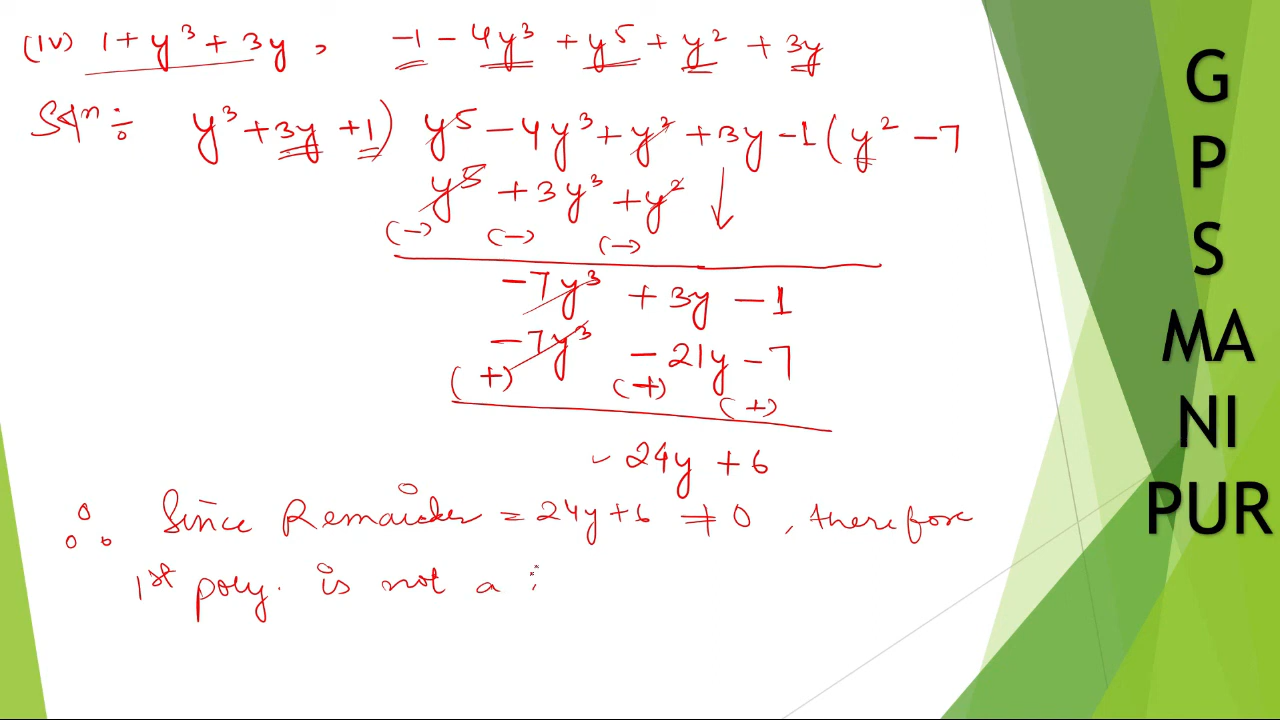 (iv) 1 + y³ + 3y , -1 - 4y³ + y⁵ + y² + 3y
Solⁿ ÷ y³ + 3y + 1) y⁵ - 4y³ + y² + 3y - 1 ( y² - 7
y⁵ + 3y³ + y²
(-) (-) (-)
-7y³ + 3y - 1
-7y³ - 21y - 7
(+) (+) (+)
24y + 6
∴ Since Remainder = 24y + 6 ≠ 0 , therefore
1st poly. is not a
G
P
S
MA
NI
PUR